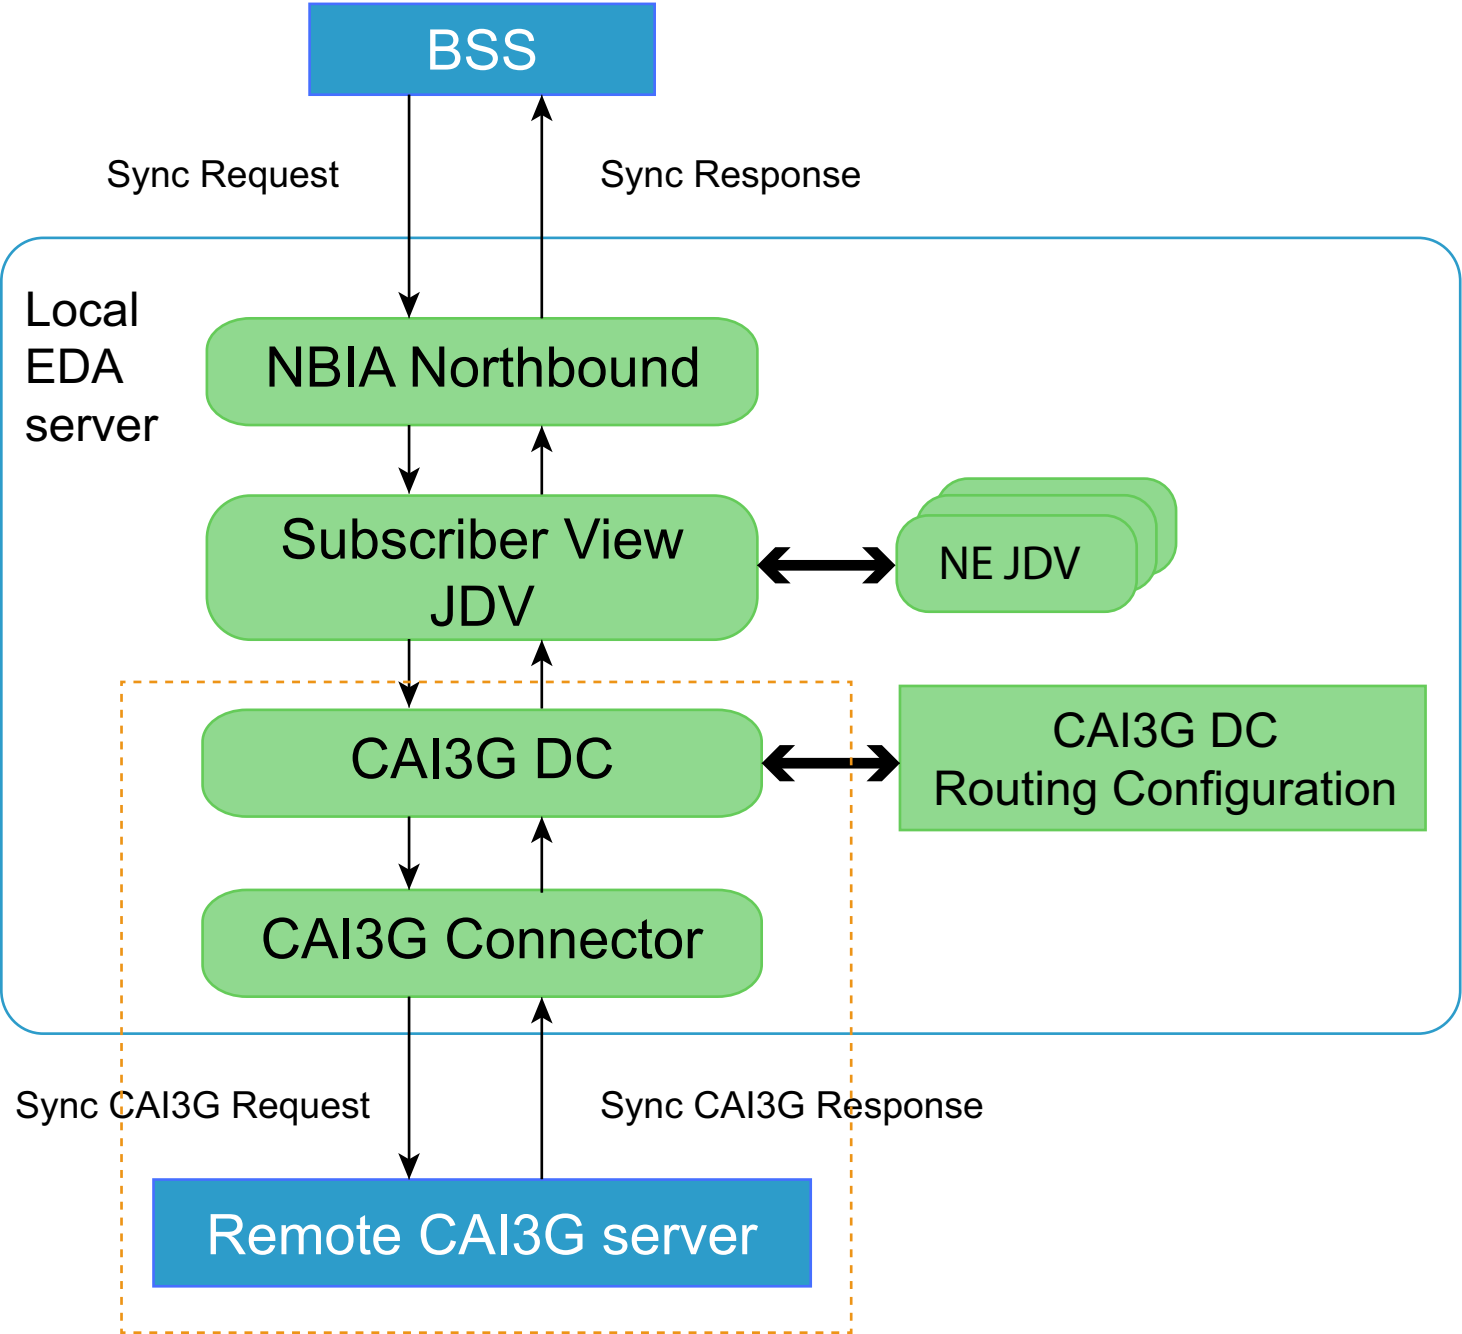 BSS
Sync Request
Sync Response
Local
EDA
server
NBIA Northbound
Subscriber View
JDV
NE JDV
CAI3G DC
CAI3G DC
Routing Configuration
CAI3G Connector
Sync CAI3G Request
Sync CAI3G Response
Remote CAI3G server